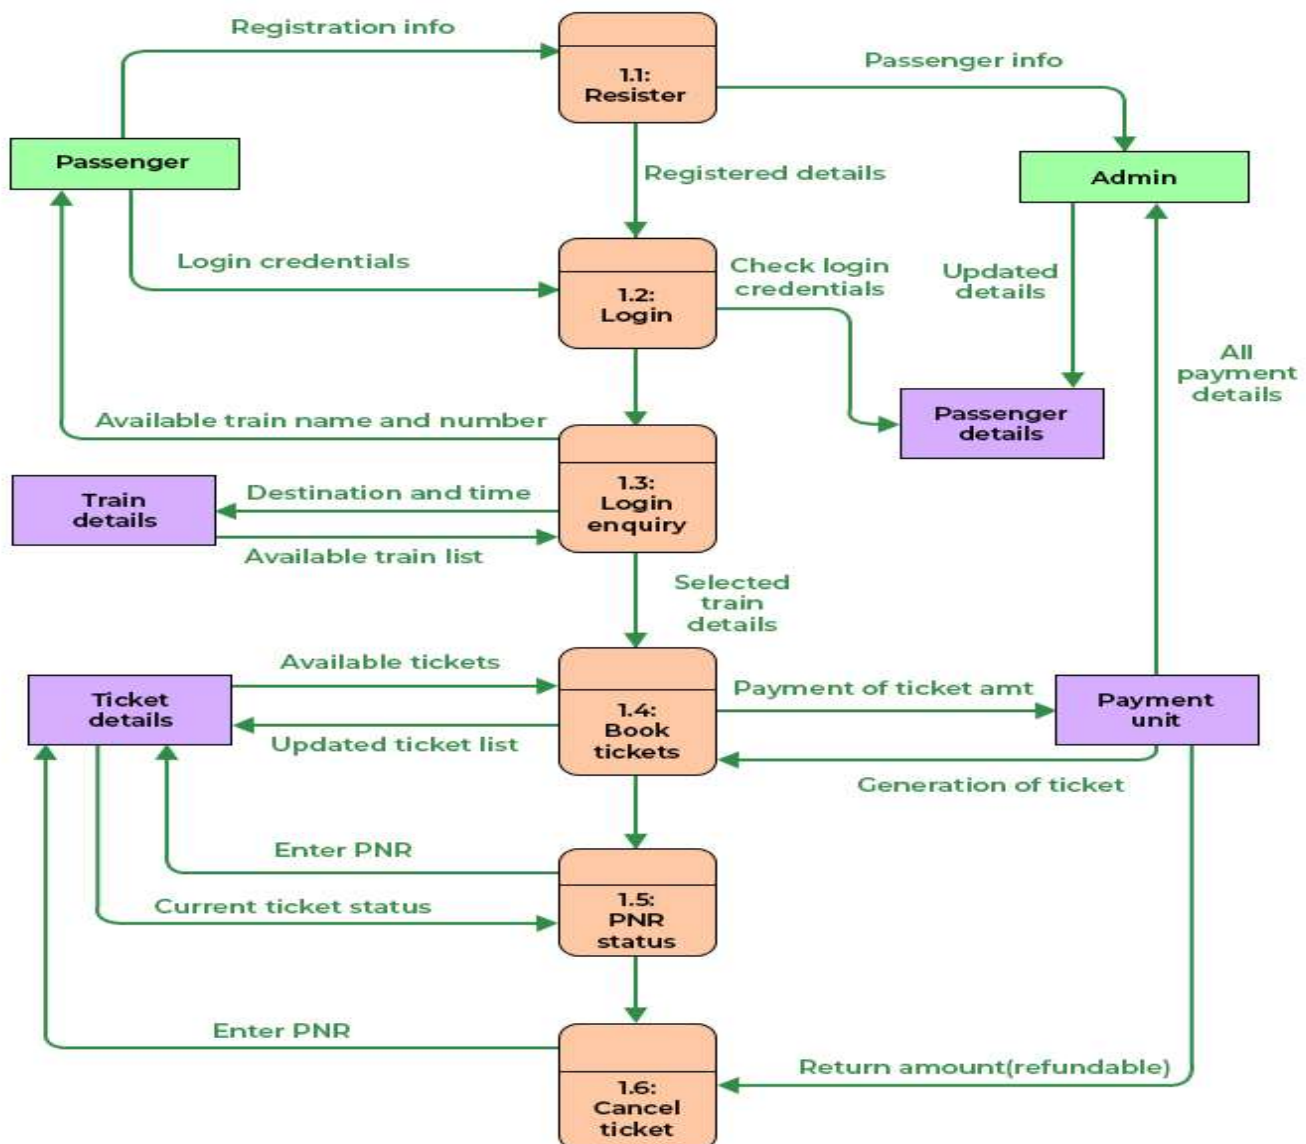 Registration info
1.1:
Resister
Passenger info
Passenger
Admin
Registered details
Login credentials
1.2:
Login
Check login
credentials
Updated
details
All
payment
details
Available train name and number
Passenger
details
1.3:
Login
enquiry
Train
details
Destination and time
Available train list
Selected
train
details
Available tickets
Ticket
details
Updated ticket list
1.4:
Book
tickets
Payment of ticket amt
Payment
unit
Generation of ticket
Enter PNR
Current ticket status
1.5:
PNR
status
Enter PNR
1.6:
Cancel
ticket
Return amount(refundable)